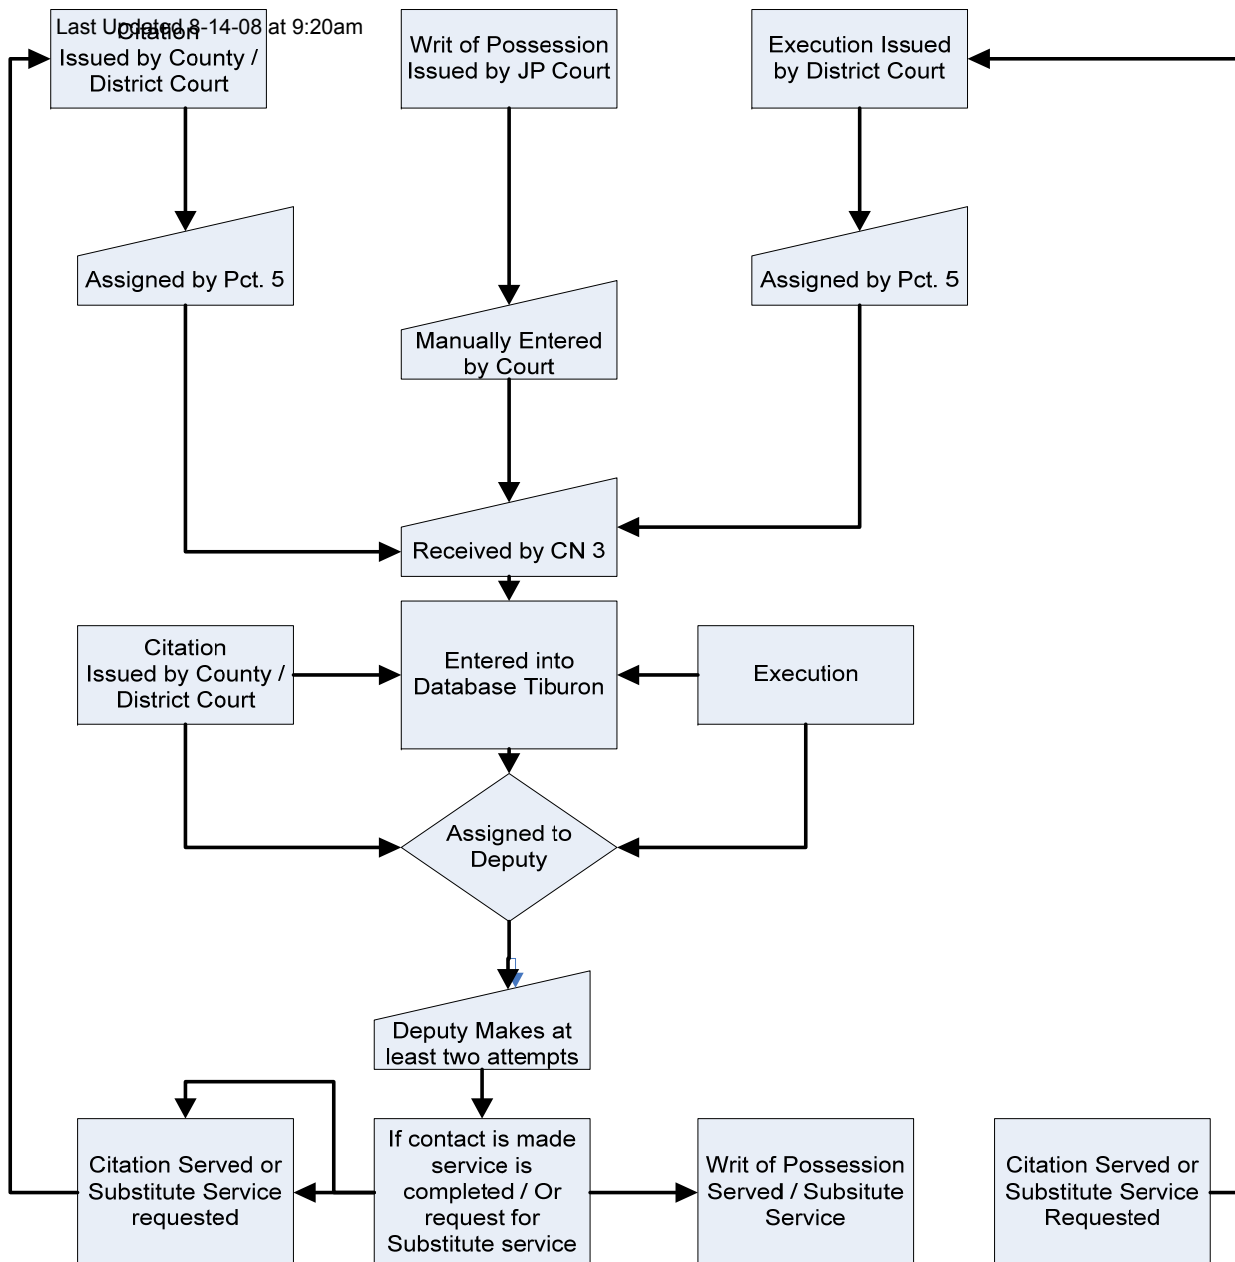 Last Updated 8-14-08 at 9:20am
Citation
Issued by County /
District Court
Writ of Possession
Issued by JP Court
Execution Issued
by District Court
Assigned by Pct. 5
Assigned by Pct. 5
Manually Entered
by Court
Received by CN 3
Citation
Issued by County /
District Court
Entered into
Database Tiburon
Execution
Assigned to
Deputy
Deputy Makes at
least two attempts
Citation Served or
Substitute Service
requested
If contact is made
service is
completed / Or
request for
Substitute service
Writ of Possession
Served / Subsitute
Service
Citation Served or
Substitute Service
Requested